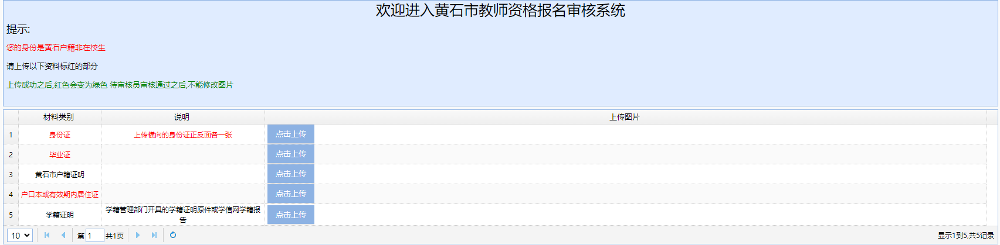 欢迎进入黄石市教师资格报名审核系统
提示:
您的身份是黄石户籍非在校生
请上传以下资料标红的部分
上传成功之后,红色会变为绿色 待审核员审核通过之后,不能修改图片
材料类别 说明 上传图片
1 身份证 上传横向的身份证正反面各一张 点击上传
2 毕业证 点击上传
3 黄石市户籍证明 点击上传
4 户口本或有效期内居住证 点击上传
5 学籍证明 学籍管理部门开具的学籍证明原件或学信网学籍报
告 点击上传
10 第 1 共1页 显示1到5,共5记录